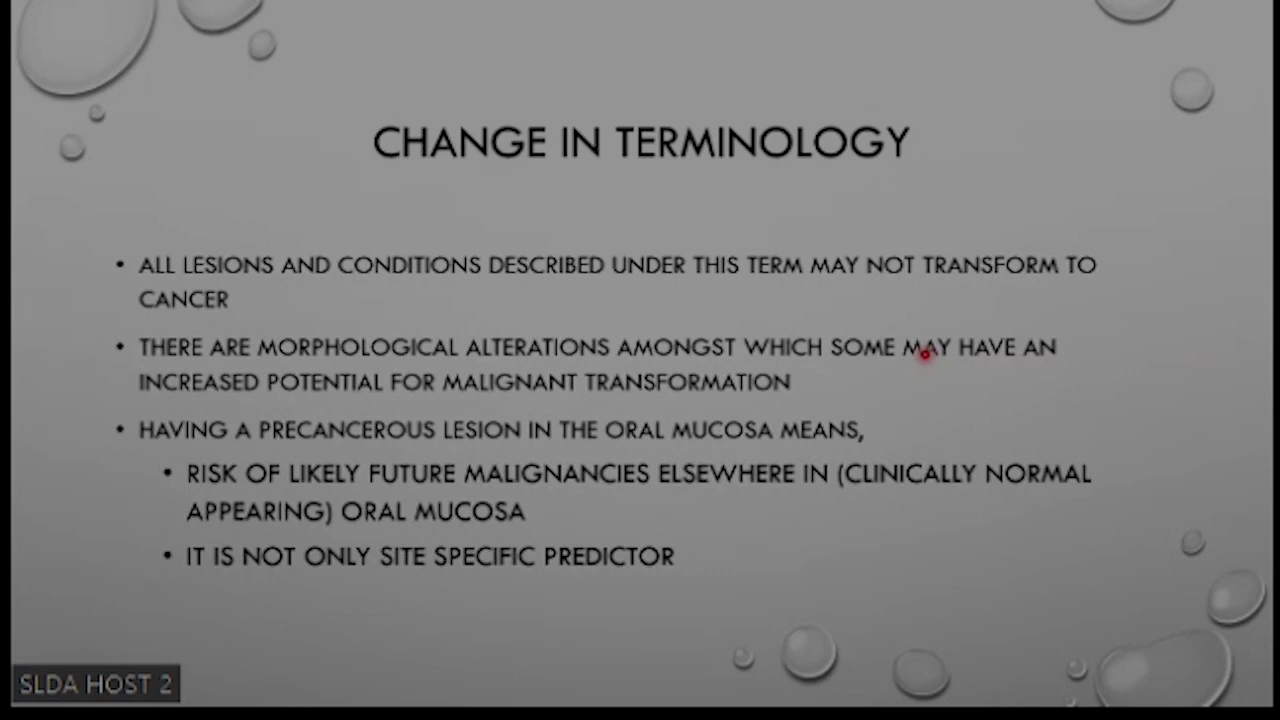 CHANGE IN TERMINOLOGY
• ALL LESIONS AND CONDITIONS DESCRIBED UNDER THIS TERM MAY NOT TRANSFORM TO
CANCER
• THERE ARE MORPHOLOGICAL ALTERATIONS AMONGST WHICH SOME MAY HAVE AN
INCREASED POTENTIAL FOR MALIGNANT TRANSFORMATION
• HAVING A PRECANCEROUS LESION IN THE ORAL MUCOSA MEANS,
• RISK OF LIKELY FUTURE MALIGNANCIES ELSEWHERE IN (CLINICALLY NORMAL
APPEARING) ORAL MUCOSA
• IT IS NOT ONLY SITE SPECIFIC PREDICTOR
SLDA HOST 2